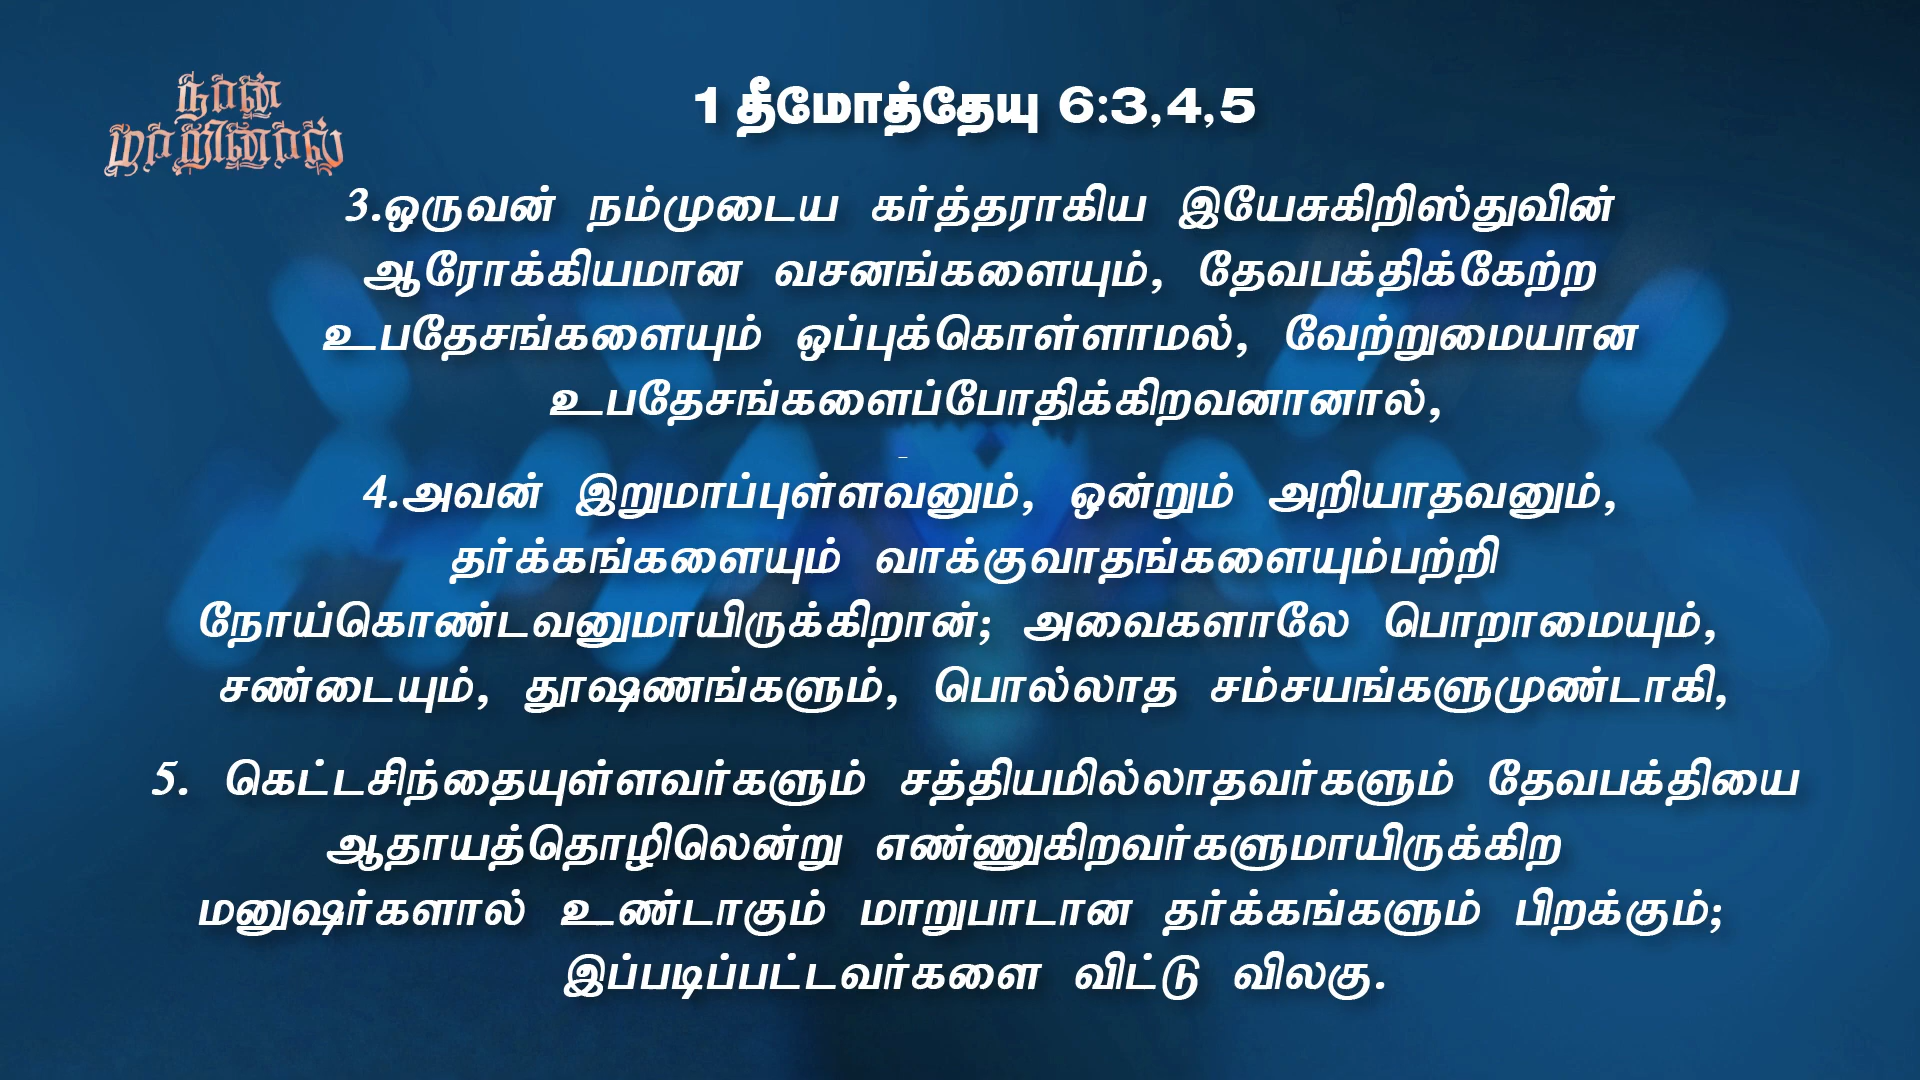 நான்
மாறினால்
1 தீமோத்தேயு 6:3,4,5
3.ஒருவன் நம்முடைய கர்த்தராகிய இயேசுகிறிஸ்துவின்
ஆரோக்கியமான வசனங்களையும், தேவபக்திக்கேற்ற
உபதேசங்களையும் ஒப்புக்கொள்ளாமல், வேற்றுமையான
உபதேசங்களைப்போதிக்கிறவனானால்,
4.அவன் இறுமாப்புள்ளவனும், ஒன்றும் அறியாதவனும்,
தர்க்கங்களையும் வாக்குவாதங்களையும்பற்றி
நோய்கொண்டவனுமாயிருக்கிறான்; அவைகளாலே பொறாமையும்,
சண்டையும், தூஷணங்களும், பொல்லாத சம்சயங்களுமுண்டாகி,
5. கெட்டசிந்தையுள்ளவர்களும் சத்தியமில்லாதவர்களும் தேவபக்தியை
ஆதாயத்தொழிலென்று எண்ணுகிறவர்களுமாயிருக்கிற
மனுஷர்களால் உண்டாகும் மாறுபாடான தர்க்கங்களும் பிறக்கும்;
இப்படிப்பட்டவர்களை விட்டு விலகு.